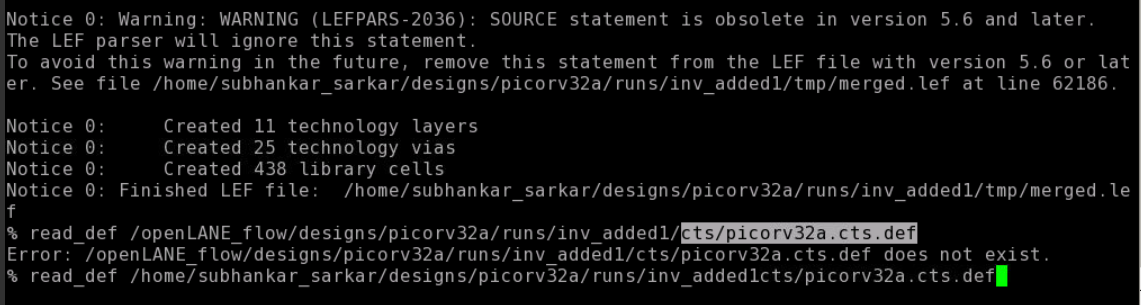 Notice 0: Warning: WARNING (LEFPARS-2036): SOURCE statement is obsolete in version 5.6 and later.
The LEF parser will ignore this statement.
To avoid this warning in the future, remove this statement from the LEF file with version 5.6 or lat
er. See file /home/subhankar_sarkar/designs/picorv32a/runs/inv_added1/tmp/merged.lef at line 62186.
Notice 0:     Created 11 technology layers
Notice 0:     Created 25 technology vias
Notice 0:     Created 438 library cells
Notice 0: Finished LEF file:  /home/subhankar_sarkar/designs/picorv32a/runs/inv_added1/tmp/merged.le
f
% read_def /openLANE_flow/designs/picorv32a/runs/inv_added1/cts/picorv32a.cts.def
Error: /openLANE_flow/designs/picorv32a/runs/inv_added1/cts/picorv32a.cts.def does not exist.
% read_def /home/subhankar_sarkar/designs/picorv32a/runs/inv_added1cts/picorv32a.cts.def